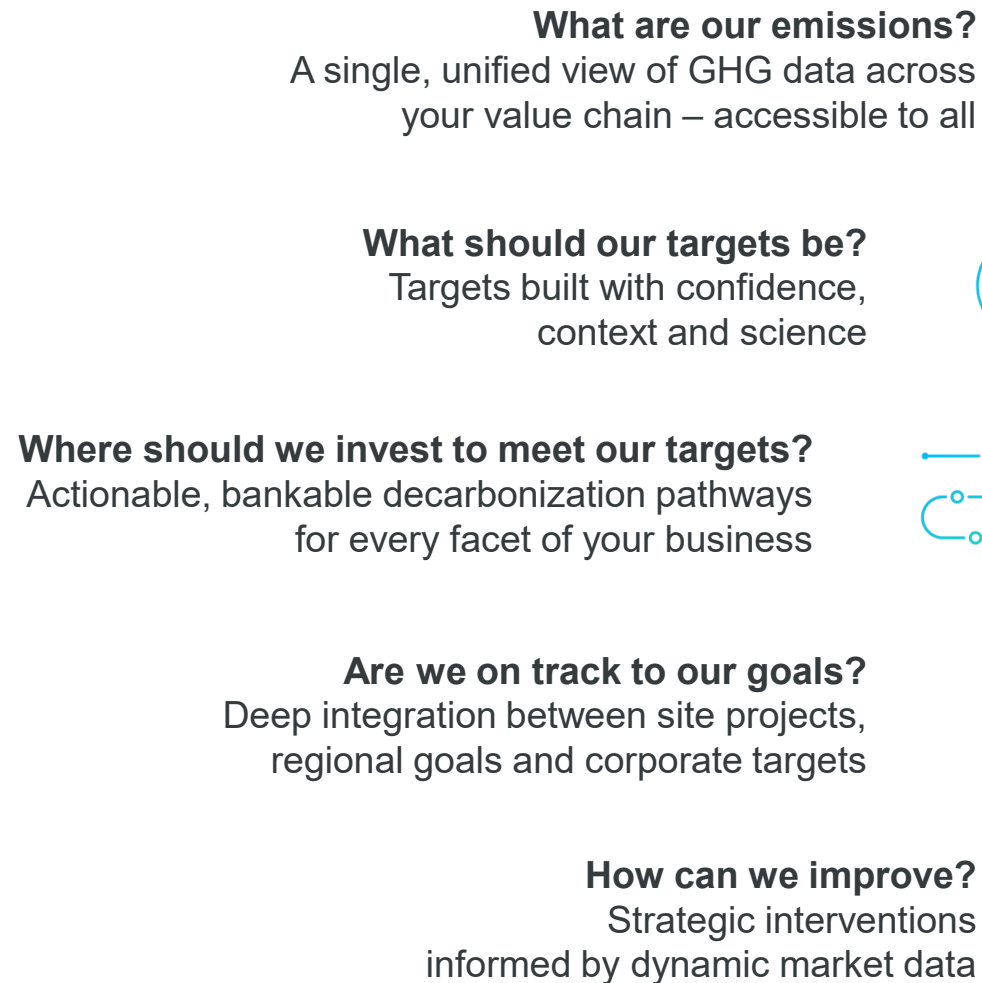 What are our emissions?
A single, unified view of GHG data across
your value chain – accessible to all
What should our targets be?
Targets built with confidence,
context and science
Where should we invest to meet our targets?
Actionable, bankable decarbonization pathways
for every facet of your business
Are we on track to our goals?
Deep integration between site projects,
regional goals and corporate targets
How can we improve?
Strategic interventions
informed by dynamic market data